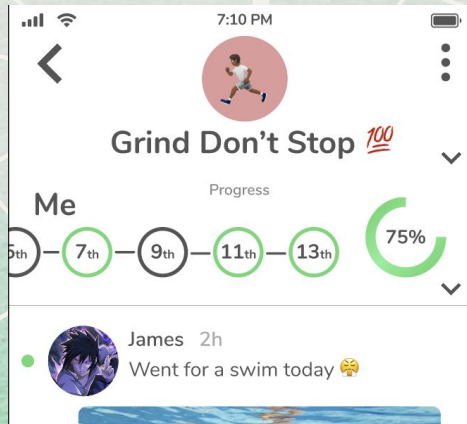 7:10 PM
Grind Don't Stop 💯
Progress
Me
5th 7th 9th 11th 13th
75%
James 2h
Went for a swim today 😤